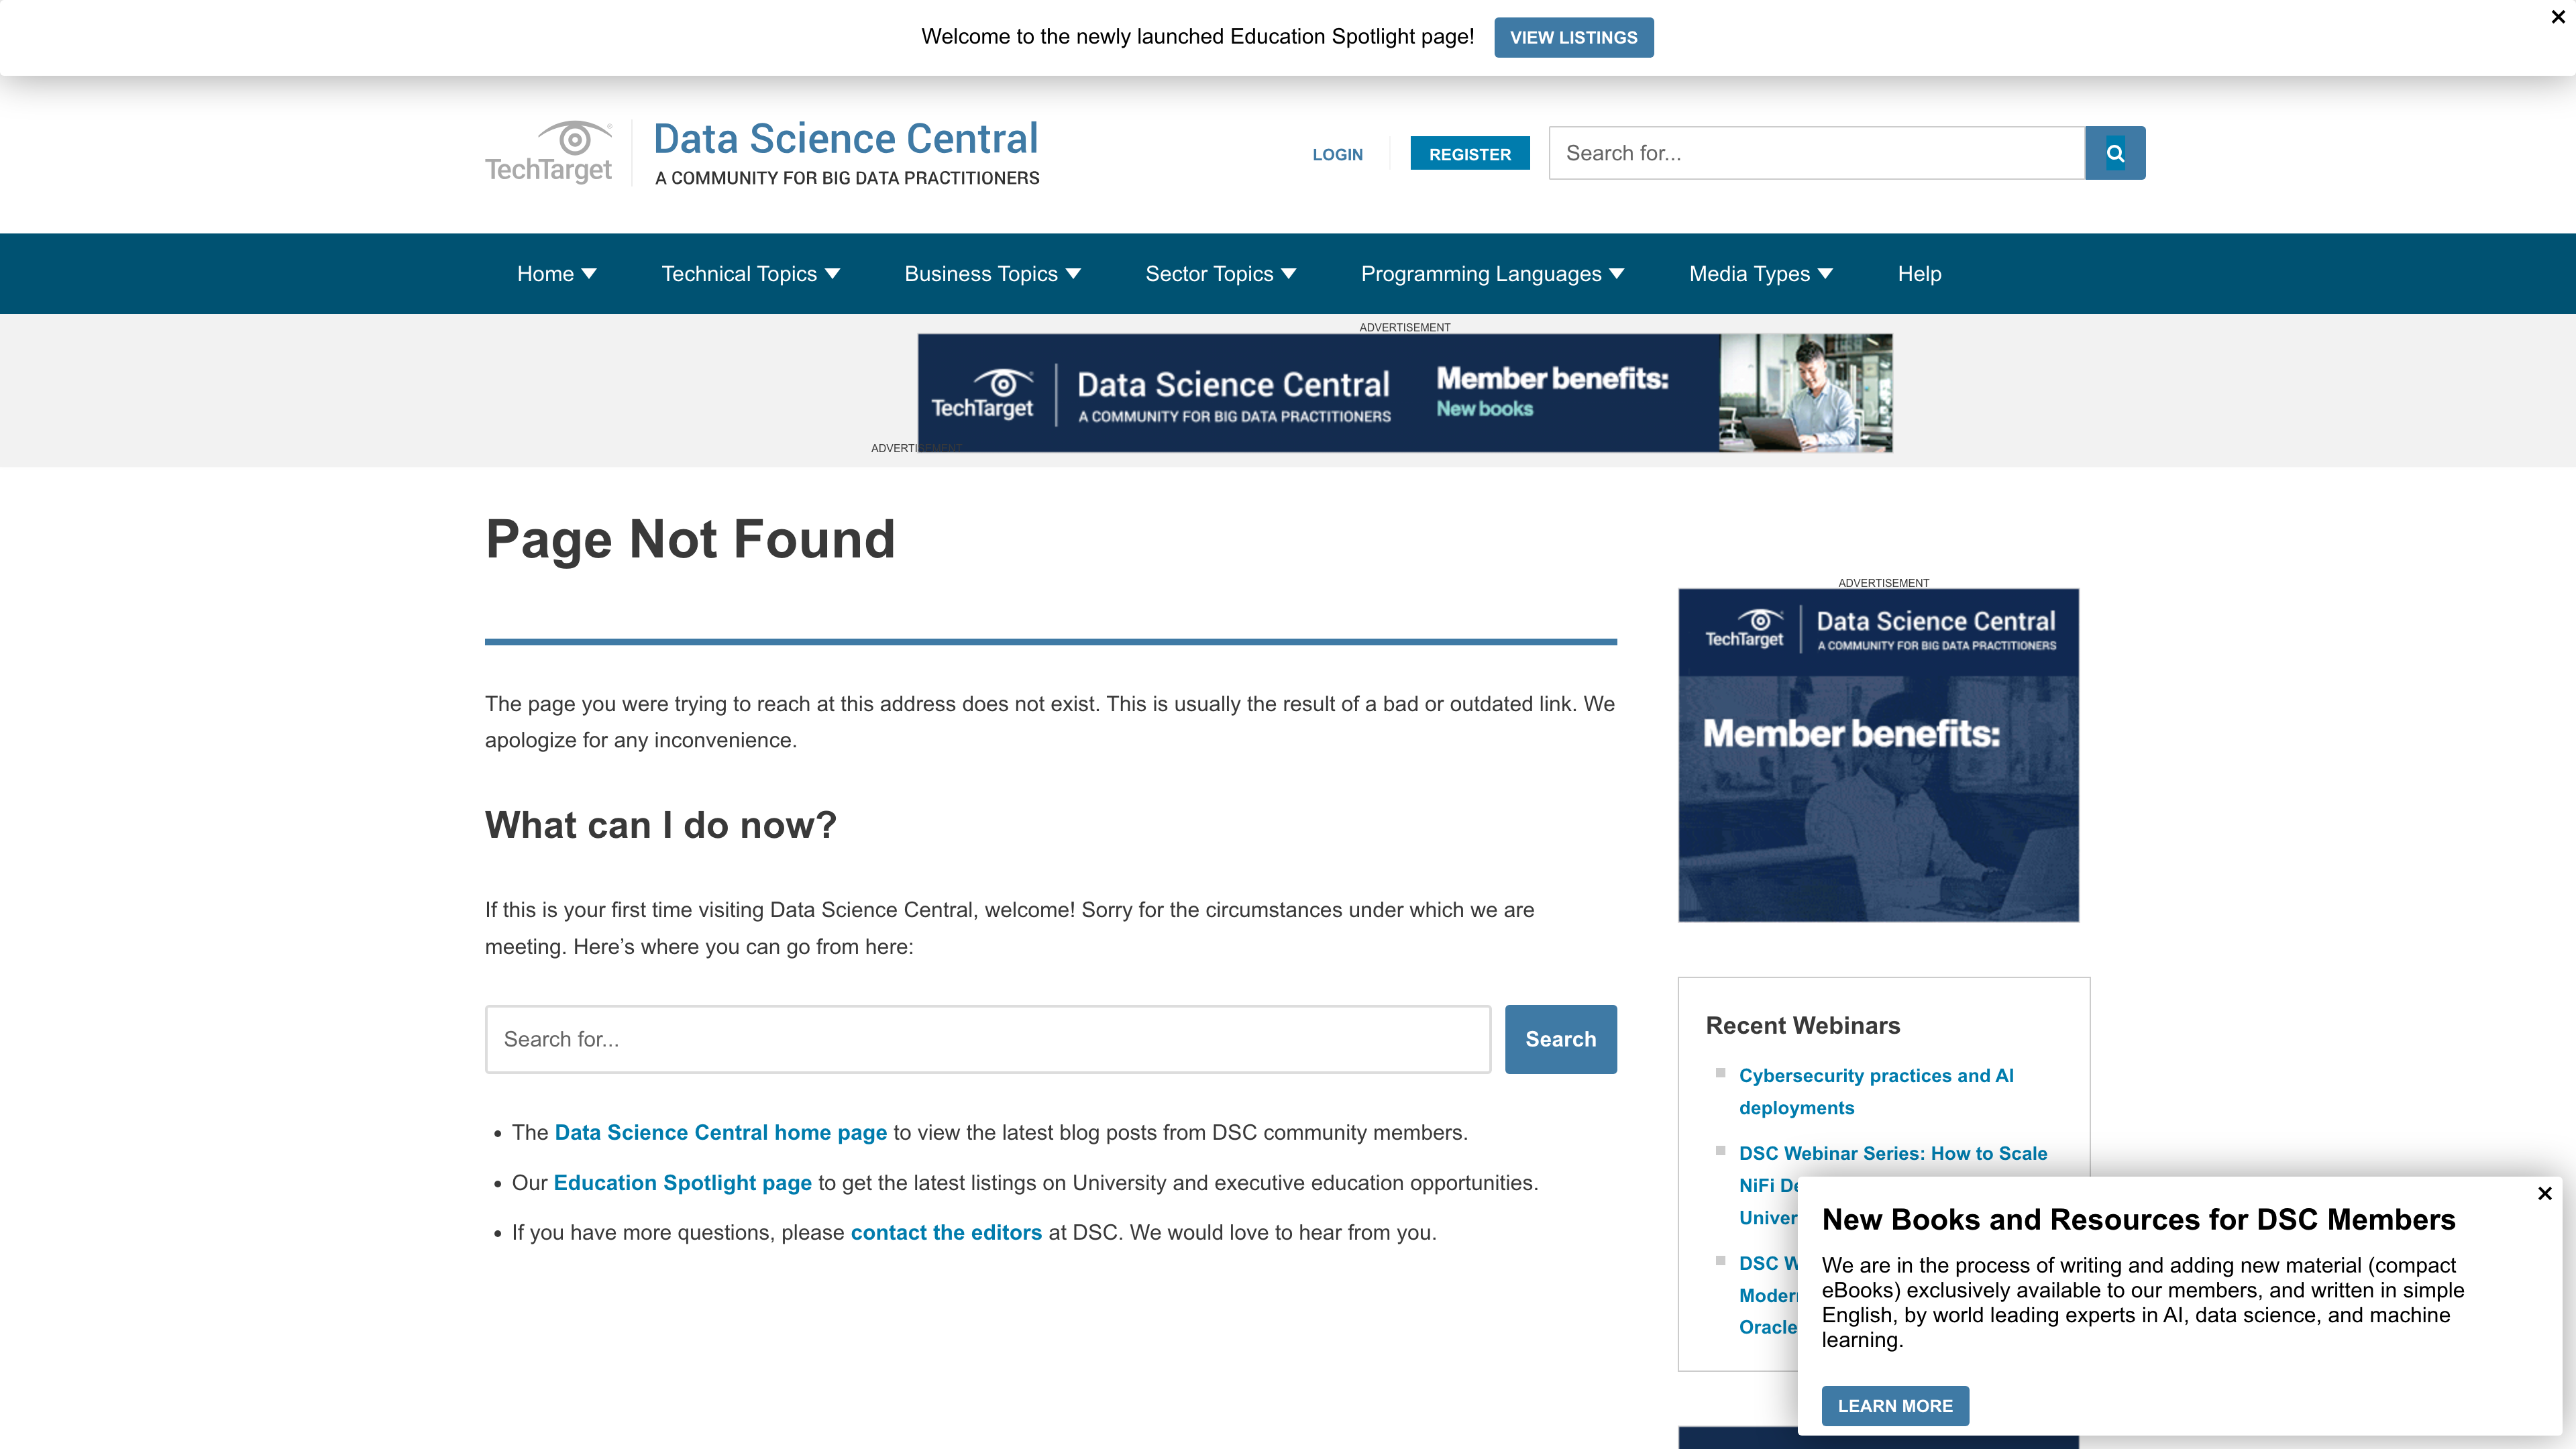 Welcome to the newly launched Education Spotlight page!
VIEW LISTINGS
TechTarget
Data Science Central
A COMMUNITY FOR BIG DATA PRACTITIONERS
LOGIN
REGISTER
Search for...
Home
Technical Topics
Business Topics
Sector Topics
Programming Languages
Media Types
Help
ADVERTISEMENT
TechTarget
Data Science Central
A COMMUNITY FOR BIG DATA PRACTITIONERS
Member benefits:
New books
ADVERTISEMENT
Page Not Found
The page you were trying to reach at this address does not exist. This is usually the result of a bad or outdated link. We
apologize for any inconvenience.
What can I do now?
If this is your first time visiting Data Science Central, welcome! Sorry for the circumstances under which we are
meeting. Here’s where you can go from here:
Search for...
Search
The Data Science Central home page to view the latest blog posts from DSC community members.
Our Education Spotlight page to get the latest listings on University and executive education opportunities.
If you have more questions, please contact the editors at DSC. We would love to hear from you.
ADVERTISEMENT
TechTarget
Data Science Central
A COMMUNITY FOR BIG DATA PRACTITIONERS
Member benefits:
Recent Webinars
Cybersecurity practices and AI
deployments
DSC Webinar Series: How to Scale
NiFi
DSC
Oracle
New Books and Resources for DSC Members
We are in the process of writing and adding new material (compact
eBooks) exclusively available to our members, and written in simple
English, by world leading experts in AI, data science, and machine
learning.
LEARN MORE